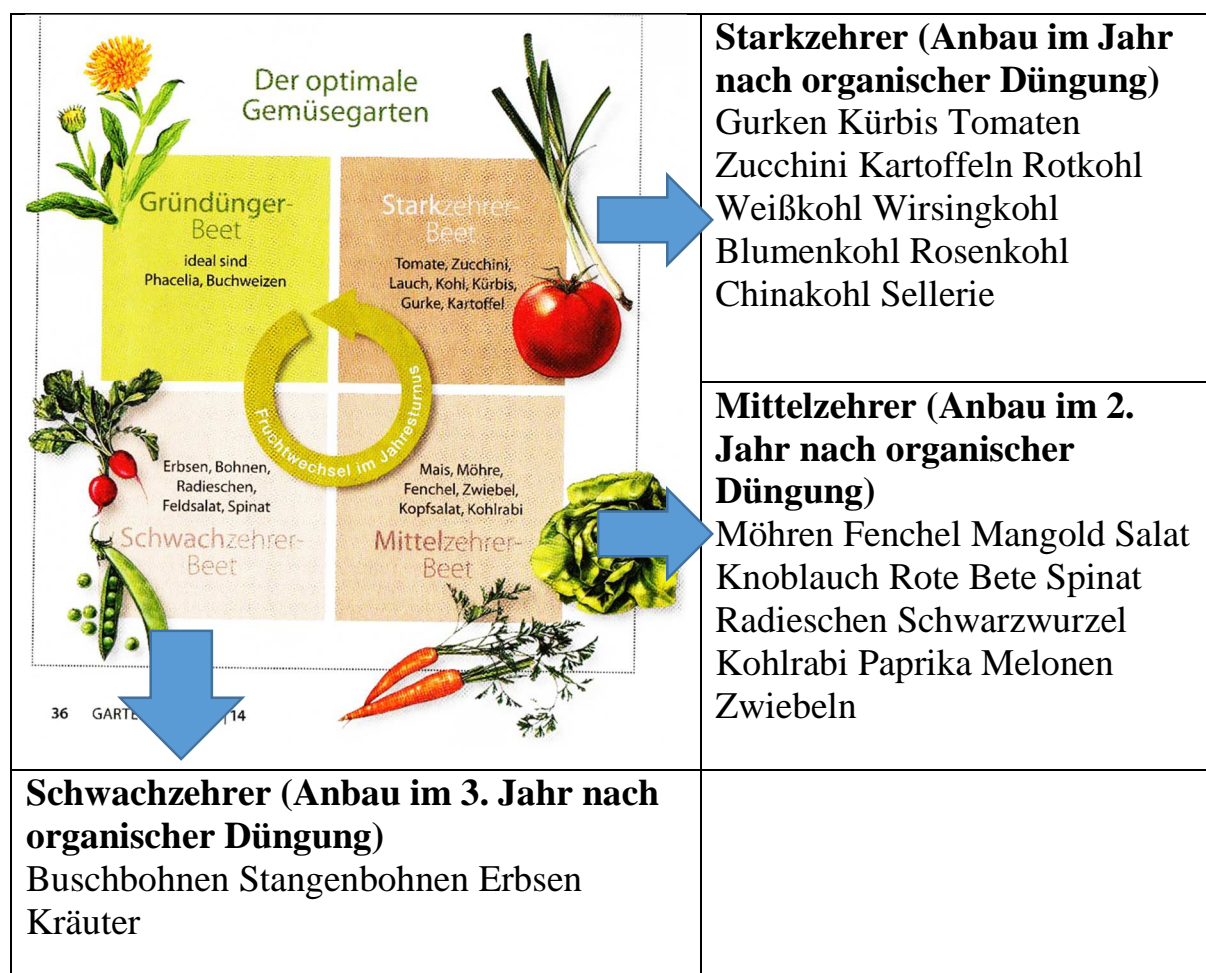 Der optimale
Gemüsegarten
Gründünger-
Beet
ideal sind
Phacelia, Buchweizen
Starkzehrer-
Beet
Tomate, Zucchini,
Lauch, Kohl, Kürbis,
Gurke, Kartoffel
Fruchtwechsel im Jahresturnus
Erbsen, Bohnen,
Radieschen,
Feldsalat, Spinat
Schwachzehrer-
Beet
Mais, Möhre,
Fenchel, Zwiebel,
Kopfsalat, Kohlrabi
Mittelzehrer-
Beet
36 14
Starkzehrer (Anbau im Jahr
nach organischer Düngung)
Gurken Kürbis Tomaten
Zucchini Kartoffeln Rotkohl
Weißkohl Wirsingkohl
Blumenkohl Rosenkohl
Chinakohl Sellerie
Mittelzehrer (Anbau im 2.
Jahr nach organischer
Düngung)
Möhren Fenchel Mangold Salat
Knoblauch Rote Bete Spinat
Radieschen Schwarzwurzel
Kohlrabi Paprika Melonen
Zwiebeln
Schwachzehrer (Anbau im 3. Jahr nach
organischer Düngung)
Buschbohnen Stangenbohnen Erbsen
Kräuter